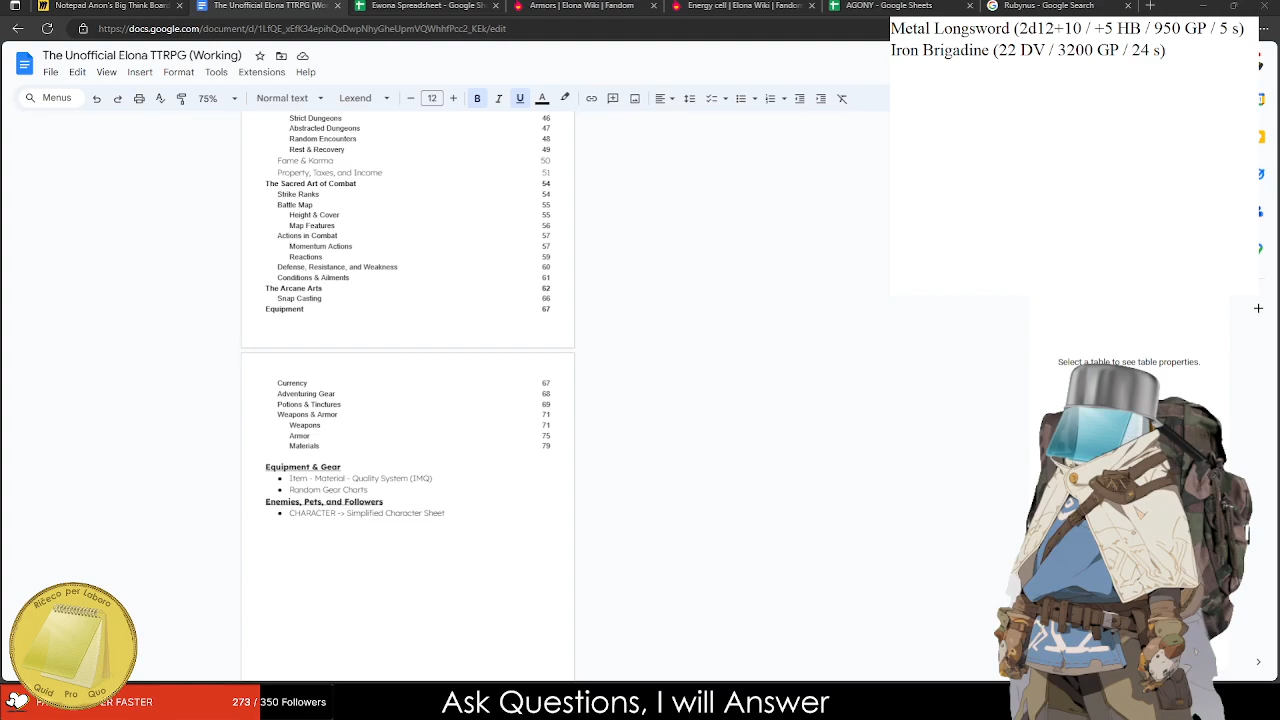 Big Notepad's Think Board
The Unofficial Elona TTRPG (W
Elona Spreadsheet - Google Sh
Armors | Elona Wiki | Fandom
Energy cell | Elona Wiki | Fandom
AGONY - Google
Rulyns Respons
https://docs.google.com/document/d/1LfQE_xEfK34epihQxDwpNhyGheUpmVQWhhfPcc2_KEk/edit
Metal Longsword (2d12+10 / +5 HB / 950 GP / 5 s)
Iron Brigadine (22 DV / 3200 GP / 24 s)
The Unofficial Elona TTRPG (Working)
File Edit View Insert Format Tools Extensions Help
Menus 75% Normal text Lexend 12 B I U A
Strict Dungeons 46
Abstracted Dungeons 47
Random Encounters 48
Rest & Recovery 49
Fame & Karma 50
Property, Taxes, and Income 51
The Sacred Art of Combat 54
Strike Ranks 54
Battle Map 55
Height & Cover 55
Map Features 56
Actions in Combat 57
Momentum Actions 57
Reactions 59
Defense, Resistance, and Weakness 60
Conditions & Ailments 61
The Arcane Arts 62
Snap Casting 66
Equipment 67
Select a table to see table properties.
Currency 67
Adventuring Gear 68
Potions & Tinctures 69
Weapons & Armor 71
Weapons 71
Armor 75
Materials 79
Equipment & Gear
● Item - Material - Quality System (IMQ)
● Random Gear Charts
Enemies, Pets, and Followers
● CHARACTER -> Simplified Character Sheet
Biĉeco per Laboro
Quid Pro Quo
FASTER
273 / 350 Followers
Ask Questions, I will Answer